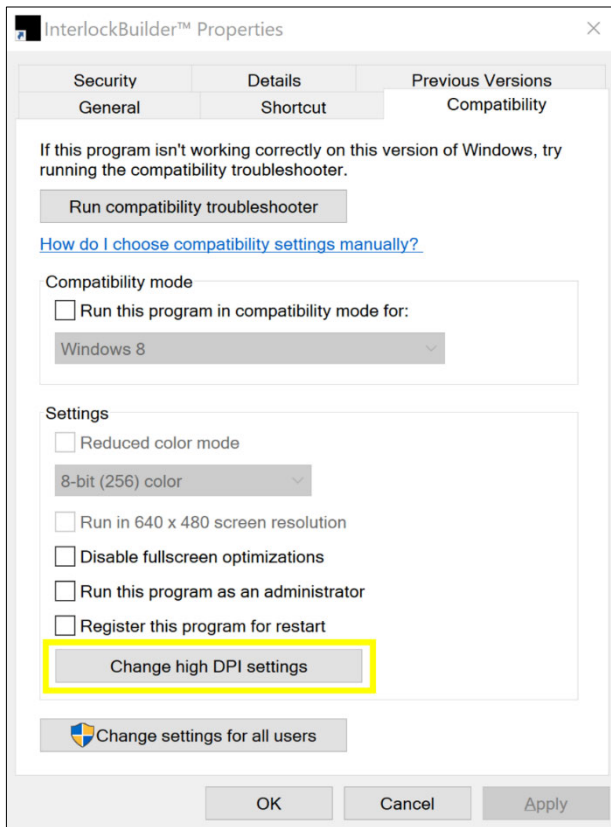 InterlockBuilder™ Properties
Security Details Previous Versions
General Shortcut Compatibility
If this program isn't working correctly on this version of Windows, try
running the compatibility troubleshooter.
Run compatibility troubleshooter
How do I choose compatibility settings manually?
Compatibility mode
Run this program in compatibility mode for:
Windows 8
Settings
Reduced color mode
8-bit (256) color
Run in 640 x 480 screen resolution
Disable fullscreen optimizations
Run this program as an administrator
Register this program for restart
Change high DPI settings
Change settings for all users
OK Cancel Apply